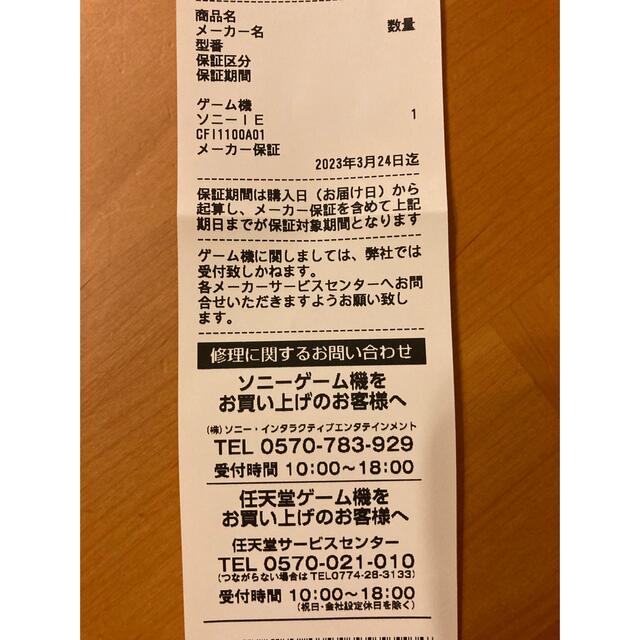 商品名
メーカー名 数量
型番
保証区分
保証期間
ゲーム機
ソニーIE 1
CFI1100A01
メーカー保証
2023年3月24日迄
保証期間は購入日(お届け日)から
起算し、メーカー保証を含めて上記
期日までが保証対象期間となります
ゲーム機に関しましては、弊社では
受付致しかねます。
各メーカーサービスセンターへお問
合せいただきますようお願い致し
ます。
修理に関するお問い合わせ
ソニーゲーム機を
お買い上げのお客様へ
(株)ソニー・インタラクティブエンタテインメント
TEL 0570-783-929
受付時間 10:00～18:00
任天堂ゲーム機を
お買い上げのお客様へ
任天堂サービスセンター
TEL 0570-021-010
(つながらない場合は TEL0774-28-3133)
受付時間 10:00～18:00
(祝日・会社設定休日を除く)